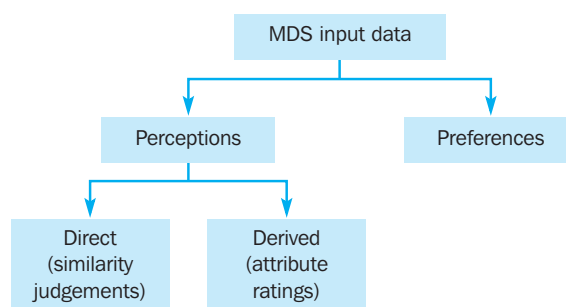 MDS input data
Perceptions
Preferences
Direct
(similarity
judgements)
Derived
(attribute
ratings)